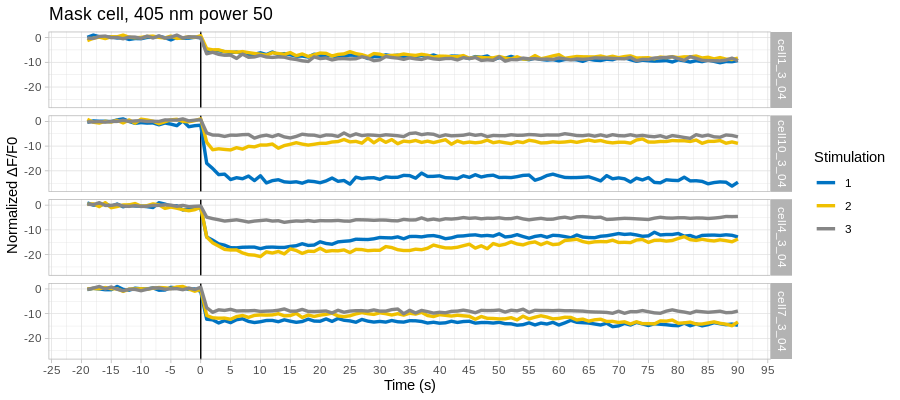 Mask cell, 405 nm power 50
Normalized ΔF/F0
0
-10
-20
cell1_3_04
0
-10
-20
cell10_3_04
0
-10
-20
cell4_3_04
0
-10
-20
cell7_3_04
-25 -20 -15 -10 -5 0 5 10 15 20 25 30 35 40 45 50 55 60 65 70 75 80 85 90 95
Time (s)
Stimulation
1
2
3